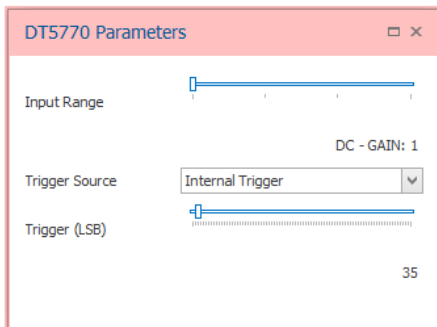 DT5770 Parameters
Input Range
DC - GAIN: 1
Trigger Source
Internal Trigger
Trigger (LSB)
35